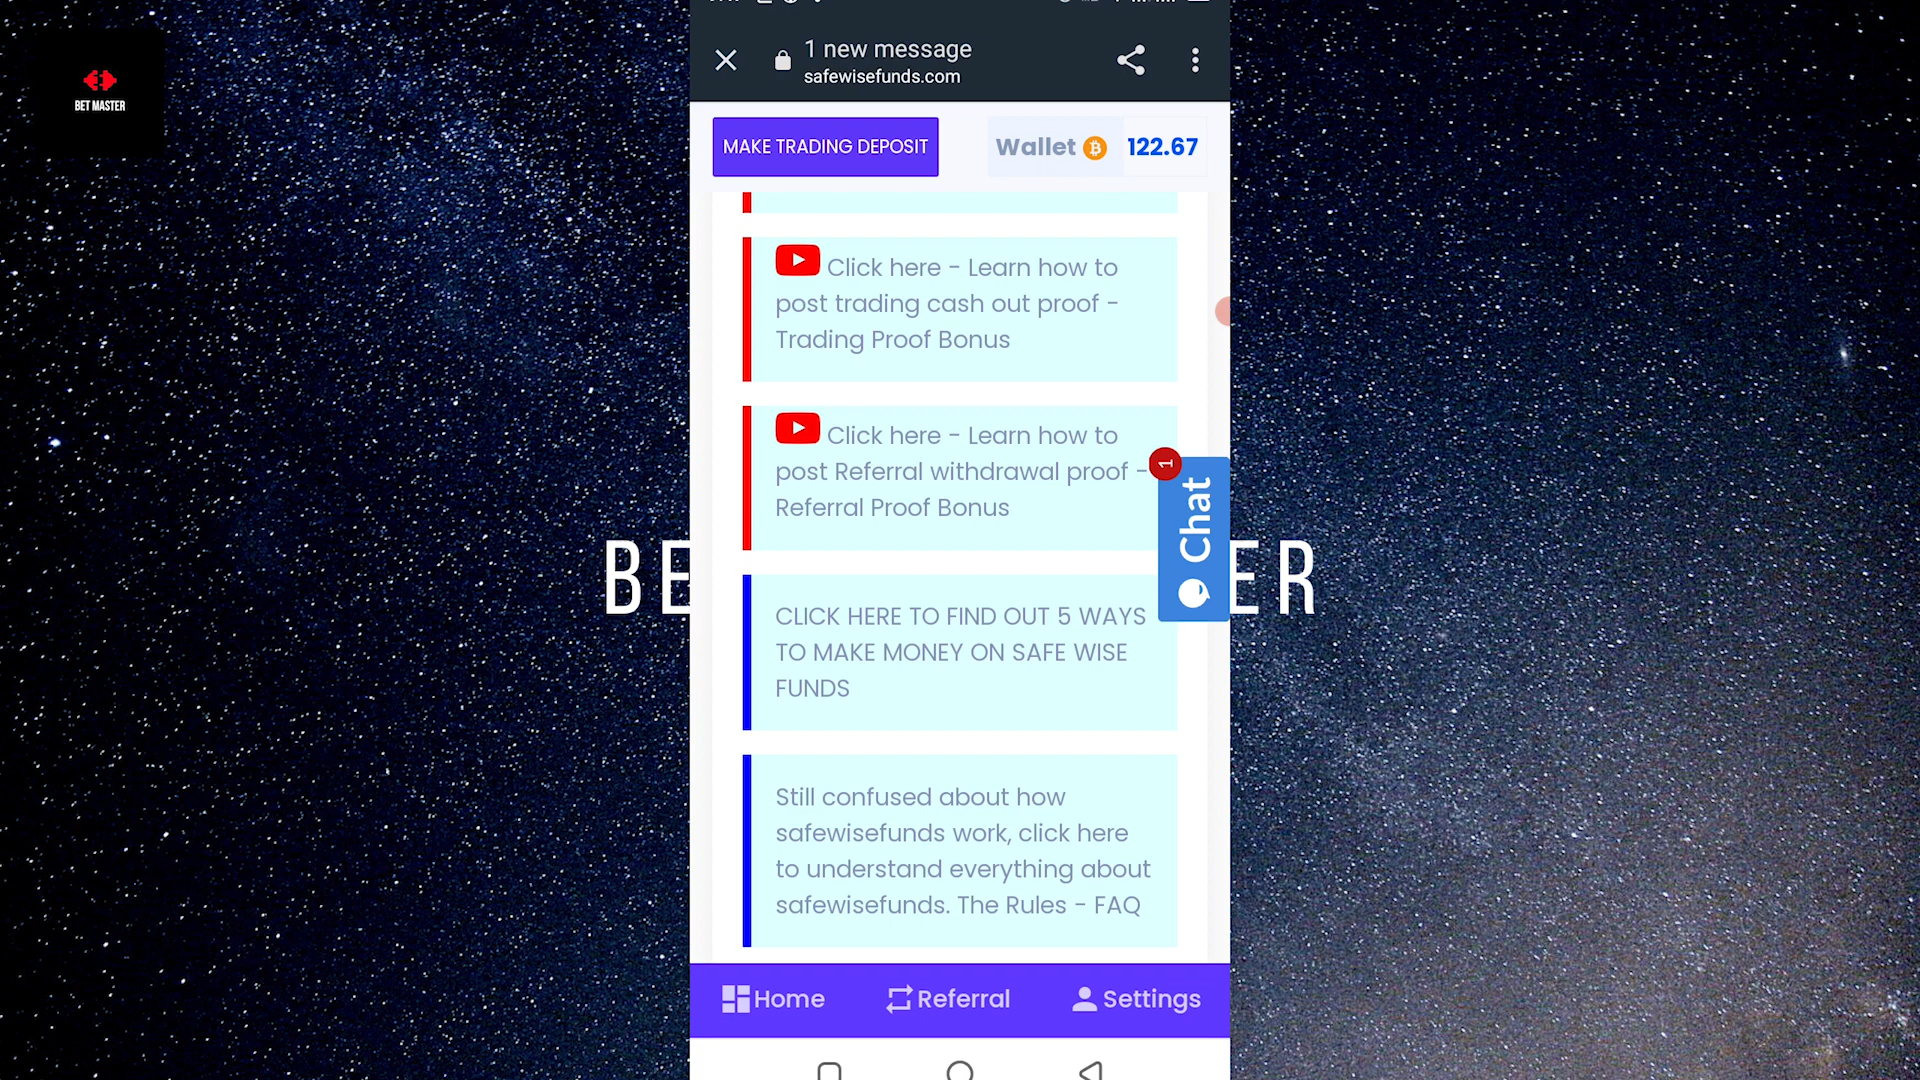 BET MASTER
1 new message
safewisefunds.com
MAKE TRADING DEPOSIT
Wallet 122.67
Click here - Learn how to
post trading cash out proof -
Trading Proof Bonus
Click here - Learn how to
post Referral withdrawal proof -
Referral Proof Bonus
1
Chat
BE
ER
CLICK HERE TO FIND OUT 5 WAYS
TO MAKE MONEY ON SAFE WISE
FUNDS
Still confused about how
safewisefunds work, click here
to understand everything about
safewisefunds. The Rules - FAQ
Home
Referral
Settings